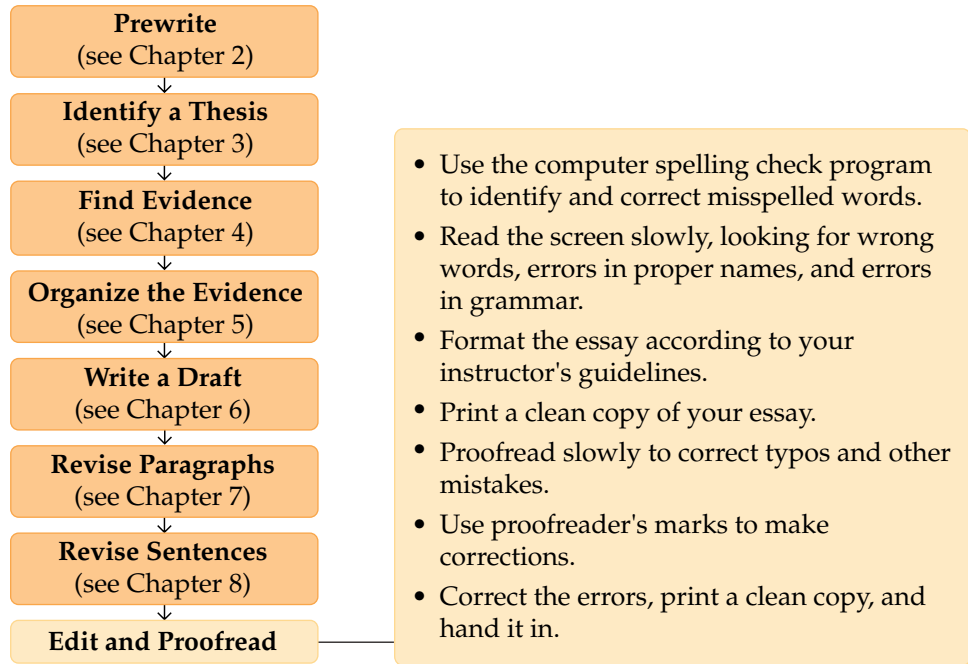 Prewrite
(see Chapter 2)
Identify a Thesis
(see Chapter 3)
Find Evidence
(see Chapter 4)
Organize the Evidence
(see Chapter 5)
Write a Draft
(see Chapter 6)
Revise Paragraphs
(see Chapter 7)
Revise Sentences
(see Chapter 8)
Edit and Proofread
• Use the computer spelling check program
to identify and correct misspelled words.
• Read the screen slowly, looking for wrong
words, errors in proper names, and errors
in grammar.
• Format the essay according to your
instructor's guidelines.
• Print a clean copy of your essay.
• Proofread slowly to correct typos and other
mistakes.
• Use proofreader's marks to make
corrections.
• Correct the errors, print a clean copy, and
hand it in.